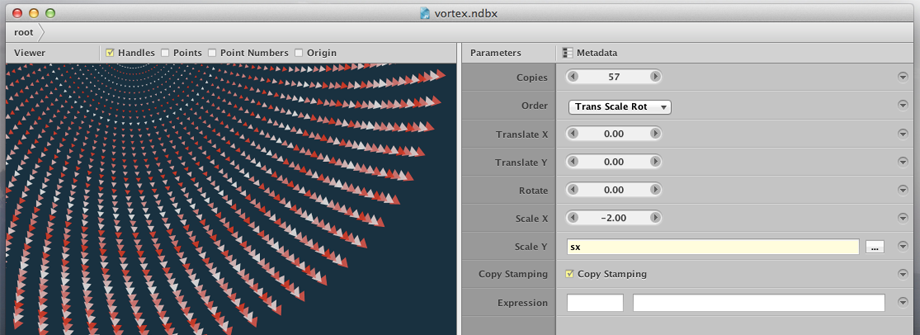 vortex.ndbx
root
Viewer Handles Points Point Numbers Origin Parameters Metadata
Copies 57
Order Trans Scale Rot
Translate X 0.00
Translate Y 0.00
Rotate 0.00
Scale X -2.00
Scale Y sx ...
Copy Stamping Copy Stamping
Expression